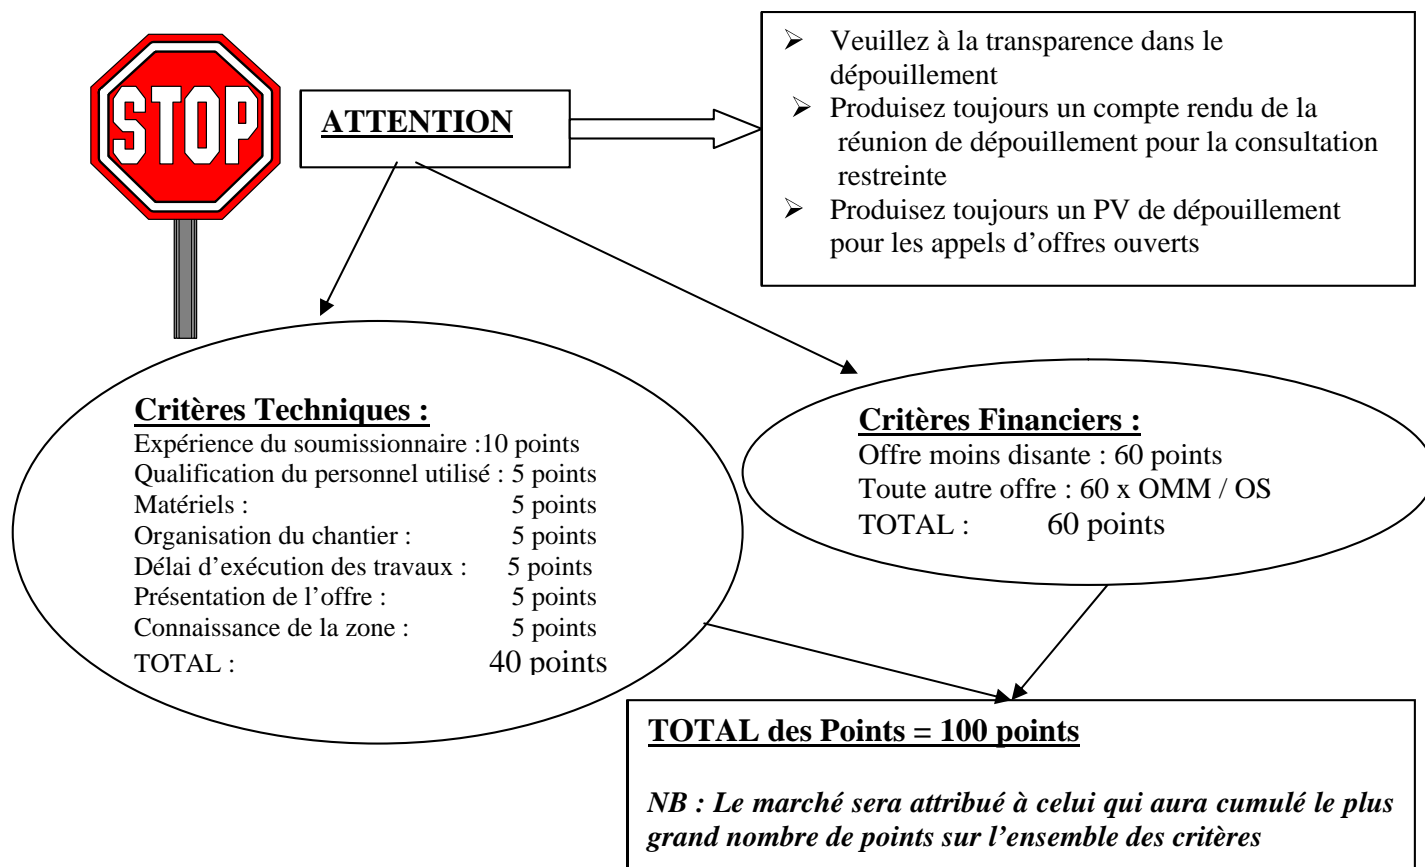 STOP
ATTENTION
➢ Veuillez à la transparence dans le
dépouillement
➢ Produisez toujours un compte rendu de la
réunion de dépouillement pour la consultation
restreinte
➢ Produisez toujours un PV de dépouillement
pour les appels d’offres ouverts
Critères Techniques :
Expérience du soumissionnaire :10 points
Qualification du personnel utilisé : 5 points
Matériels : 5 points
Organisation du chantier : 5 points
Délai d’exécution des travaux : 5 points
Présentation de l’offre : 5 points
Connaissance de la zone : 5 points
TOTAL : 40 points
Critères Financiers :
Offre moins disante : 60 points
Toute autre offre : 60 x OMM / OS
TOTAL : 60 points
TOTAL des Points = 100 points
NB : Le marché sera attribué à celui qui aura cumulé le plus
grand nombre de points sur l’ensemble des critères